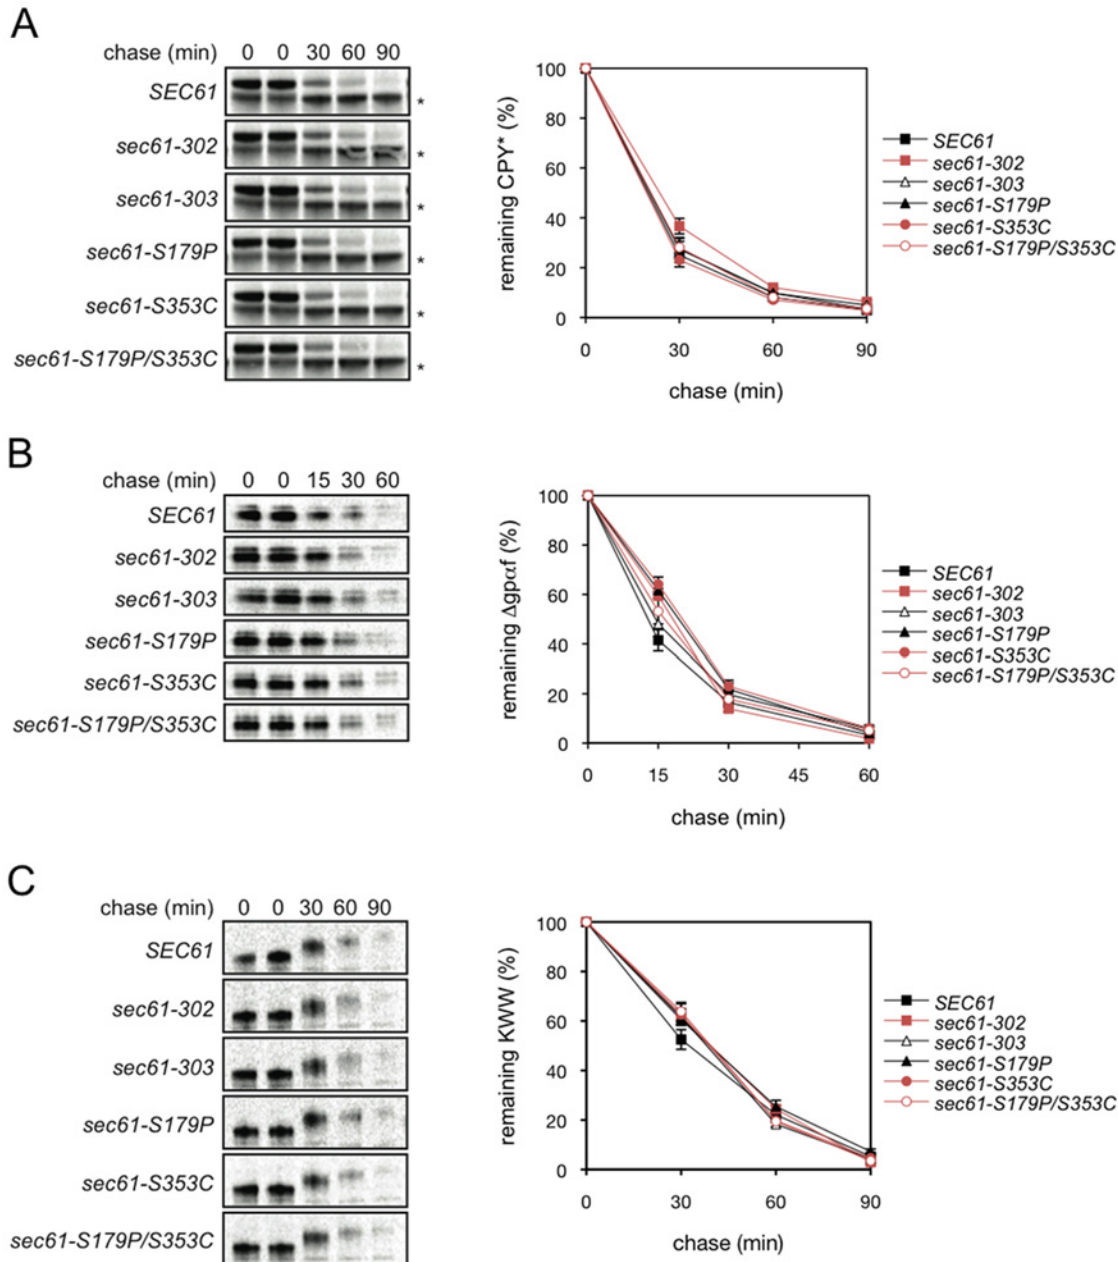 A
chase (min) 0 0 30 60 90
SEC61
*
sec61-302
*
sec61-303
*
sec61-S179P
*
sec61-S353C
*
sec61-S179P/S353C
*
remaining CPY* (%)
100
80
60
40
20
0
0 30 60 90
chase (min)
SEC61
sec61-302
sec61-303
sec61-S179P
sec61-S353C
sec61-S179P/S353C
B
chase (min) 0 0 15 30 60
SEC61
sec61-302
sec61-303
sec61-S179P
sec61-S353C
sec61-S179P/S353C
remaining Δgpαf (%)
100
80
60
40
20
0
0 15 30 45 60
chase (min)
SEC61
sec61-302
sec61-303
sec61-S179P
sec61-S353C
sec61-S179P/S353C
C
chase (min) 0 0 30 60 90
SEC61
sec61-302
sec61-303
sec61-S179P
sec61-S353C
sec61-S179P/S353C
remaining KWW (%)
100
80
60
40
20
0
0 30 60 90
chase (min)
SEC61
sec61-302
sec61-303
sec61-S179P
sec61-S353C
sec61-S179P/S353C